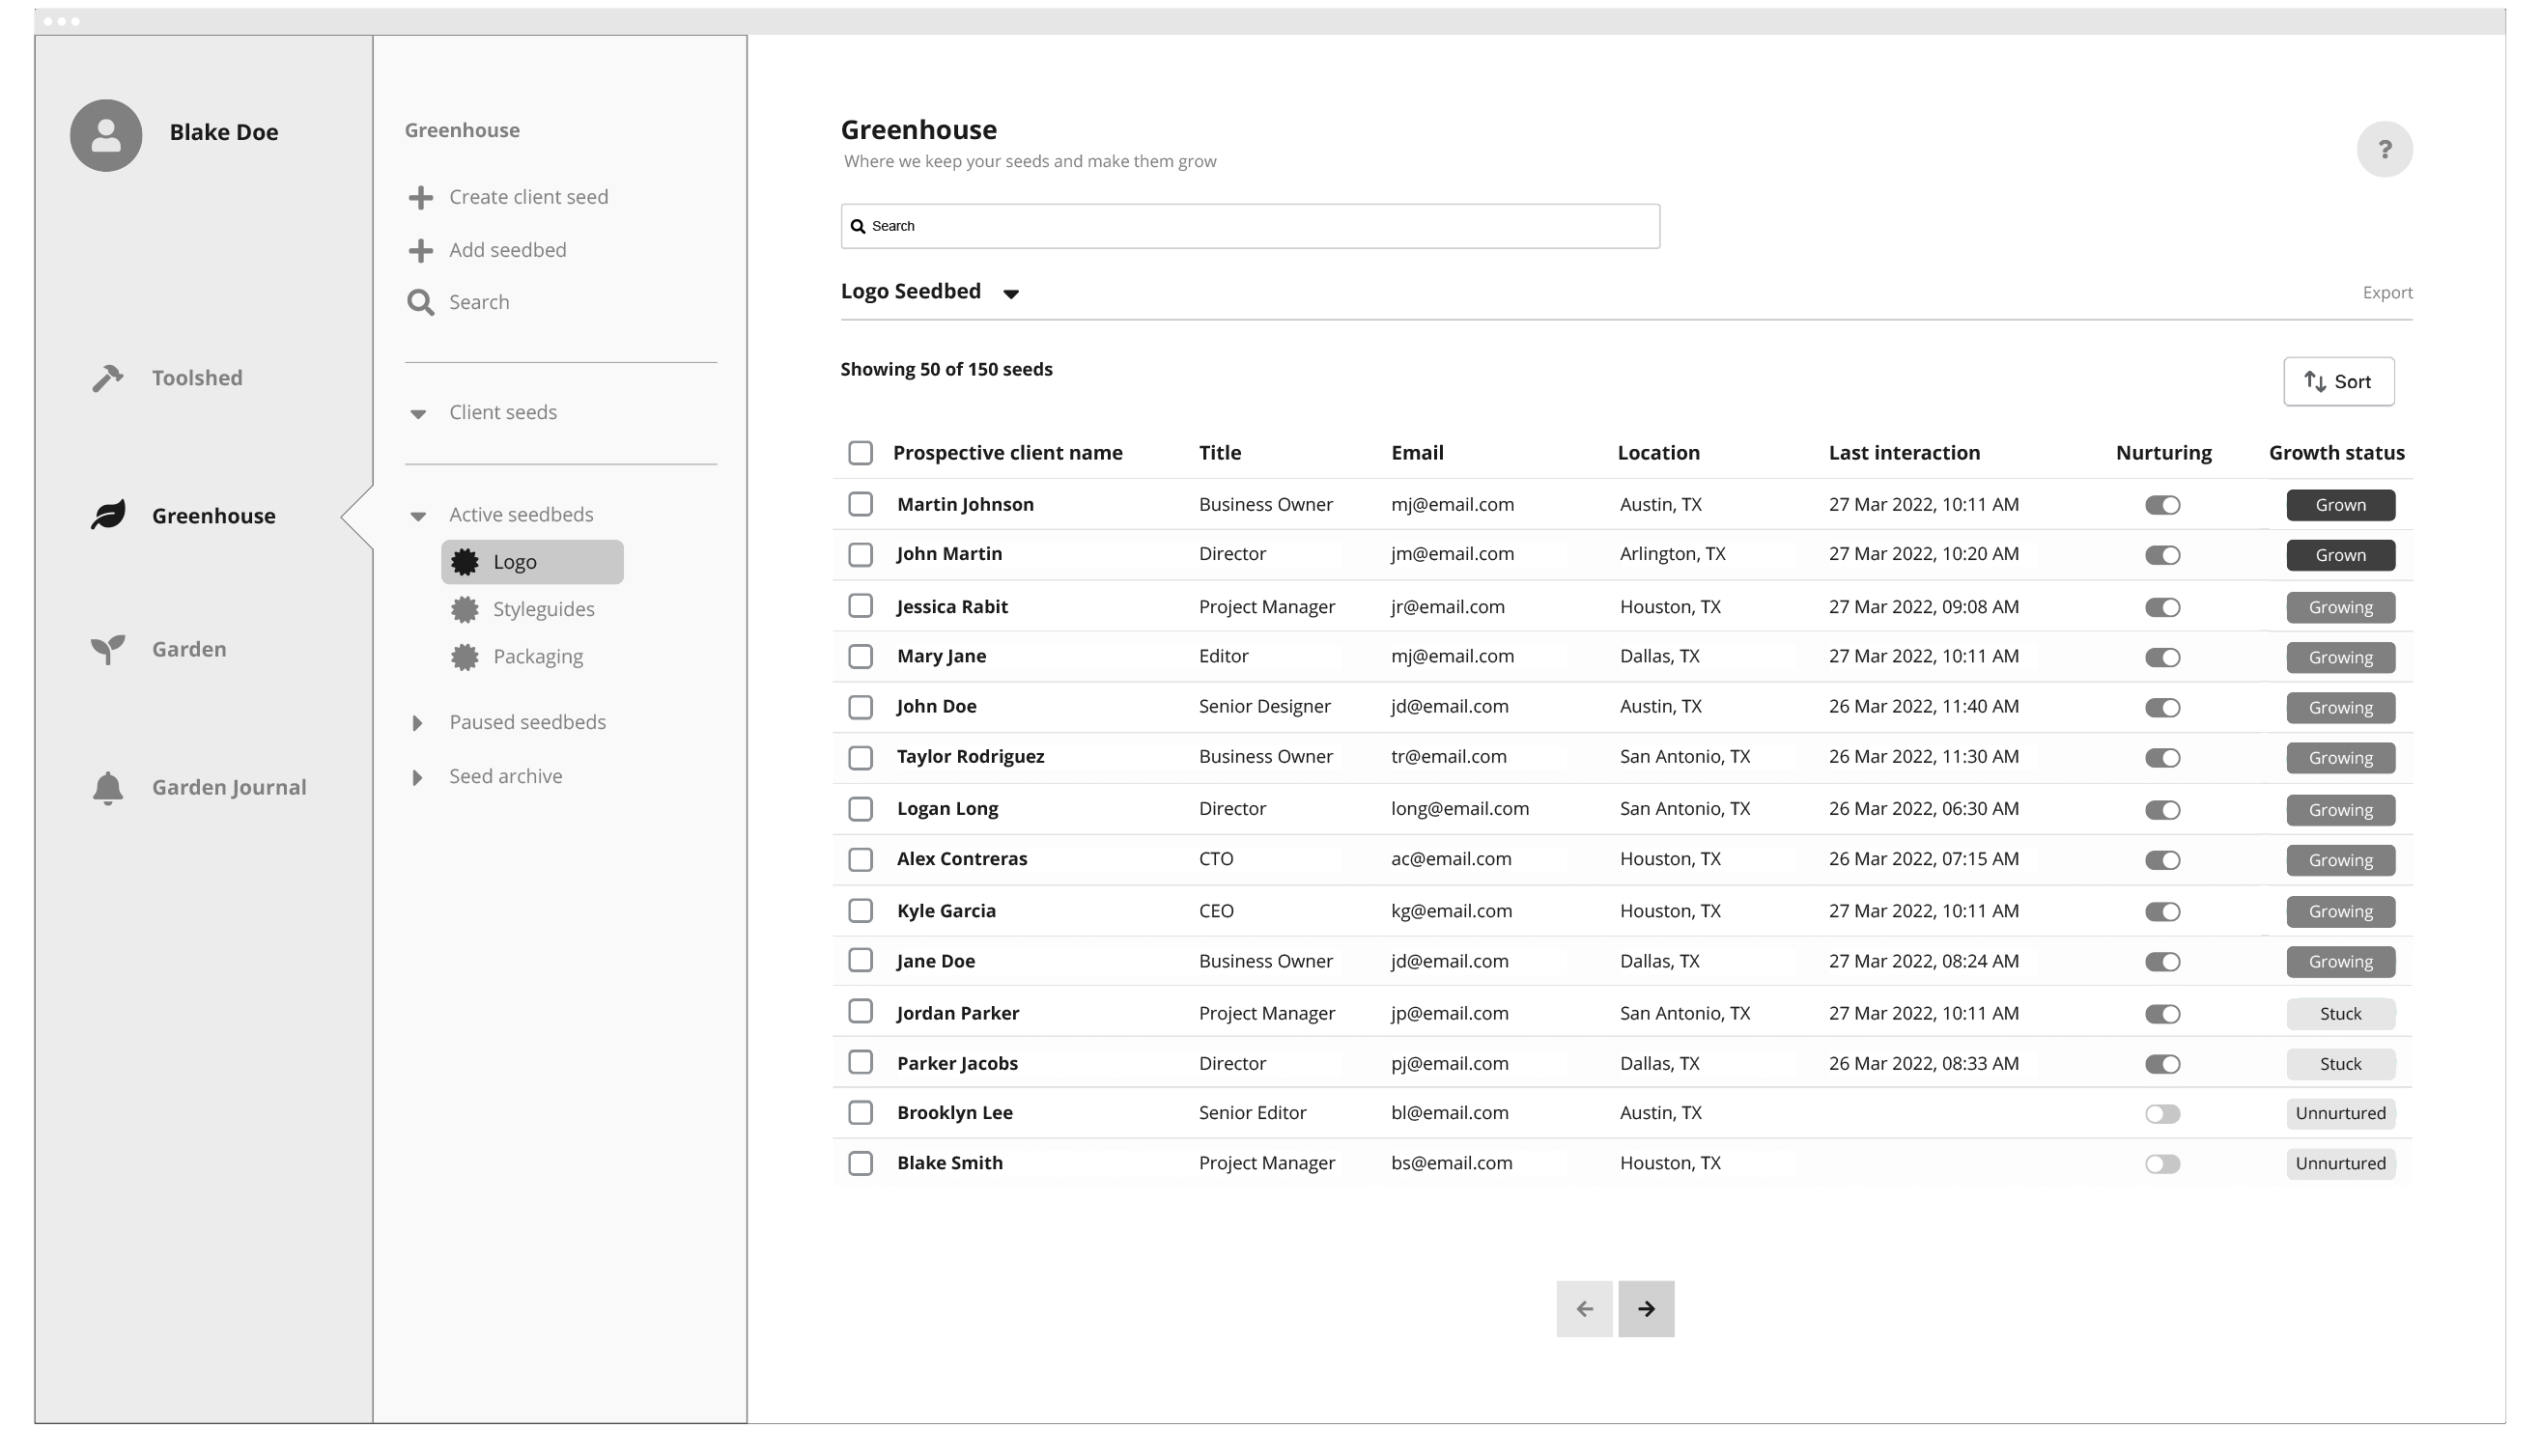 Blake Doe
Toolshed
Greenhouse
Garden
Garden Journal
Greenhouse
Create client seed
Add seedbed
Search
Client seeds
Active seedbeds
Logo
Styleguides
Packaging
Paused seedbeds
Seed archive
Greenhouse
Where we keep your seeds and make them grow
?
Search
Logo Seedbed
Export
Showing 50 of 150 seeds
Sort
Prospective client name Title Email Location Last interaction Nurturing Growth status
Martin Johnson Business Owner mj@email.com Austin, TX 27 Mar 2022, 10:11 AM Grown
John Martin Director jm@email.com Arlington, TX 27 Mar 2022, 10:20 AM Grown
Jessica Rabit Project Manager jr@email.com Houston, TX 27 Mar 2022, 09:08 AM Growing
Mary Jane Editor mj@email.com Dallas, TX 27 Mar 2022, 10:11 AM Growing
John Doe Senior Designer jd@email.com Austin, TX 26 Mar 2022, 11:40 AM Growing
Taylor Rodriguez Business Owner tr@email.com San Antonio, TX 26 Mar 2022, 11:30 AM Growing
Logan Long Director long@email.com San Antonio, TX 26 Mar 2022, 06:30 AM Growing
Alex Contreras CTO ac@email.com Houston, TX 26 Mar 2022, 07:15 AM Growing
Kyle Garcia CEO kg@email.com Houston, TX 27 Mar 2022, 10:11 AM Growing
Jane Doe Business Owner jd@email.com Dallas, TX 27 Mar 2022, 08:24 AM Growing
Jordan Parker Project Manager jp@email.com San Antonio, TX 27 Mar 2022, 10:11 AM Stuck
Parker Jacobs Director pj@email.com Dallas, TX 26 Mar 2022, 08:33 AM Stuck
Brooklyn Lee Senior Editor bl@email.com Austin, TX Unnurtured
Blake Smith Project Manager bs@email.com Houston, TX Unnurtured